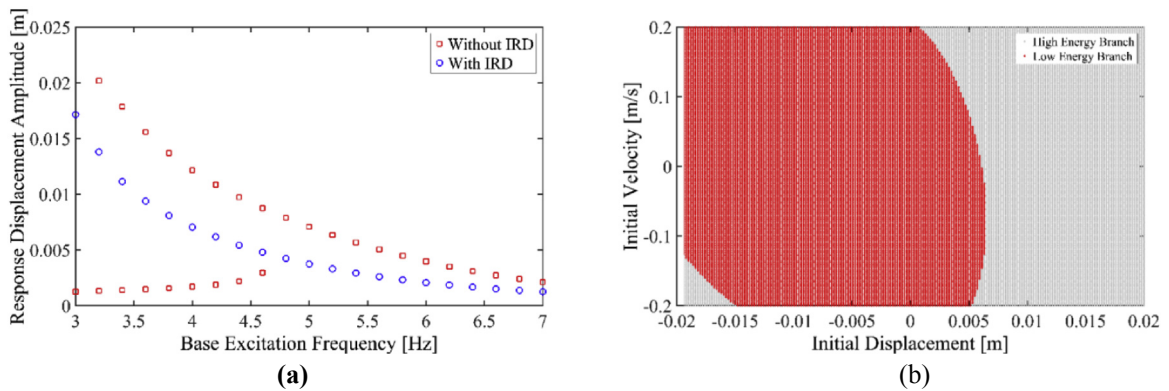 0.025
0.02
0.015
0.01
0.005
0
Response Displacement Amplitude [m]
Without IRD
With IRD
3 3.5 4 4.5 5 5.5 6 6.5 7
Base Excitation Frequency [Hz]
(a)
0.2
0.1
0
-0.1
-0.2
Initial Velocity [m/s]
High Energy Branch
Low Energy Branch
-0.02 -0.015 -0.01 -0.005 0 0.005 0.01 0.015 0.02
Initial Displacement [m]
(b)